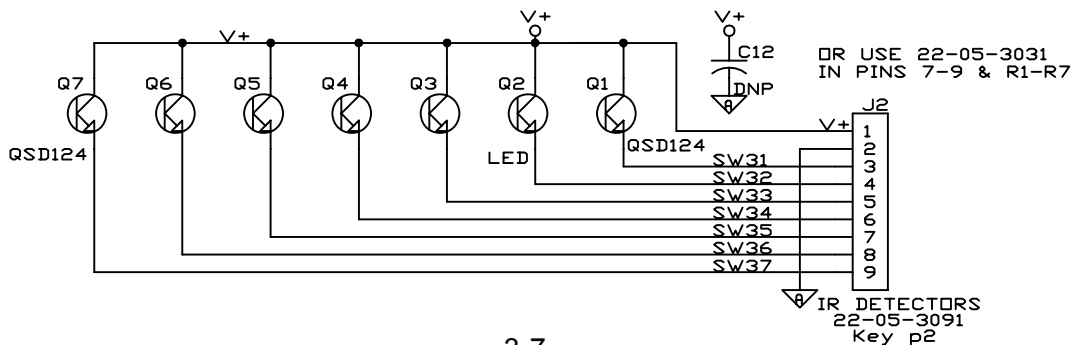 V+ V+
V+ C12 OR USE 22-05-3031
IN PINS 7-9 & R1-R7
Q7 Q6 Q5 Q4 Q3 Q2 Q1 DNP J2
A V+ 1
QSD124 LED QSD124 2
SW31 3
SW32 4
SW33 5
SW34 6
SW35 7
SW36 8
SW37 9
A IR DETECTORS
22-05-3091
Key p2